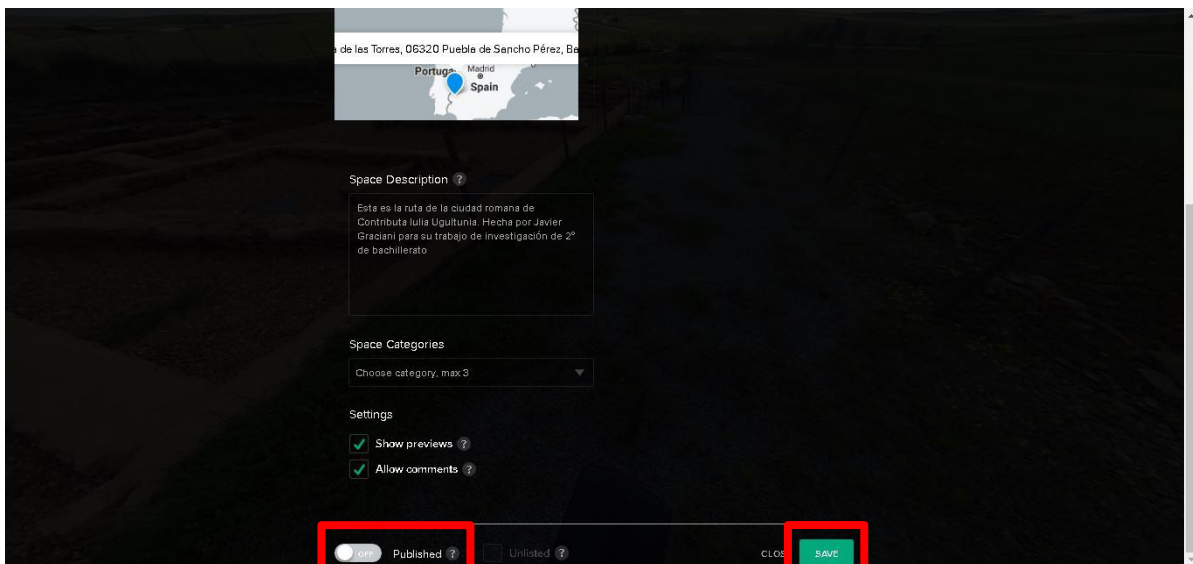 de las Torres, 06320 Puebla de Sancho Pérez, Ba
Madrid
Spain
Space Description ?
Esta es la ruta de la ciudad romana de
Contributa Iulia Ugultunia. Hecha por Javier
Graciani para su trabajo de investigación de 2º
de bachillerato
Space Categories
Choose category, max 3
Settings
Show previews ?
Allow comments ?
OFF Published ? Unlisted ? CLOS SAVE